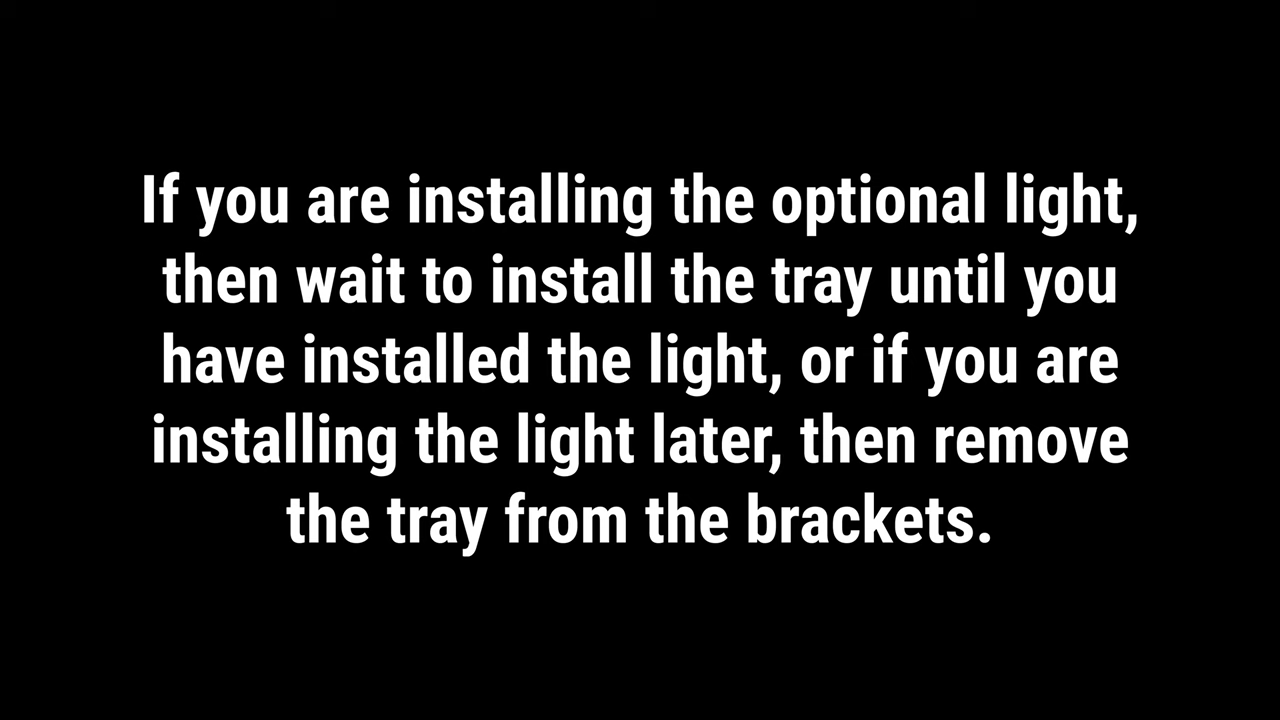 If you are installing the optional light,
then wait to install the tray until you
have installed the light, or if you are
installing the light later, then remove
the tray from the brackets.